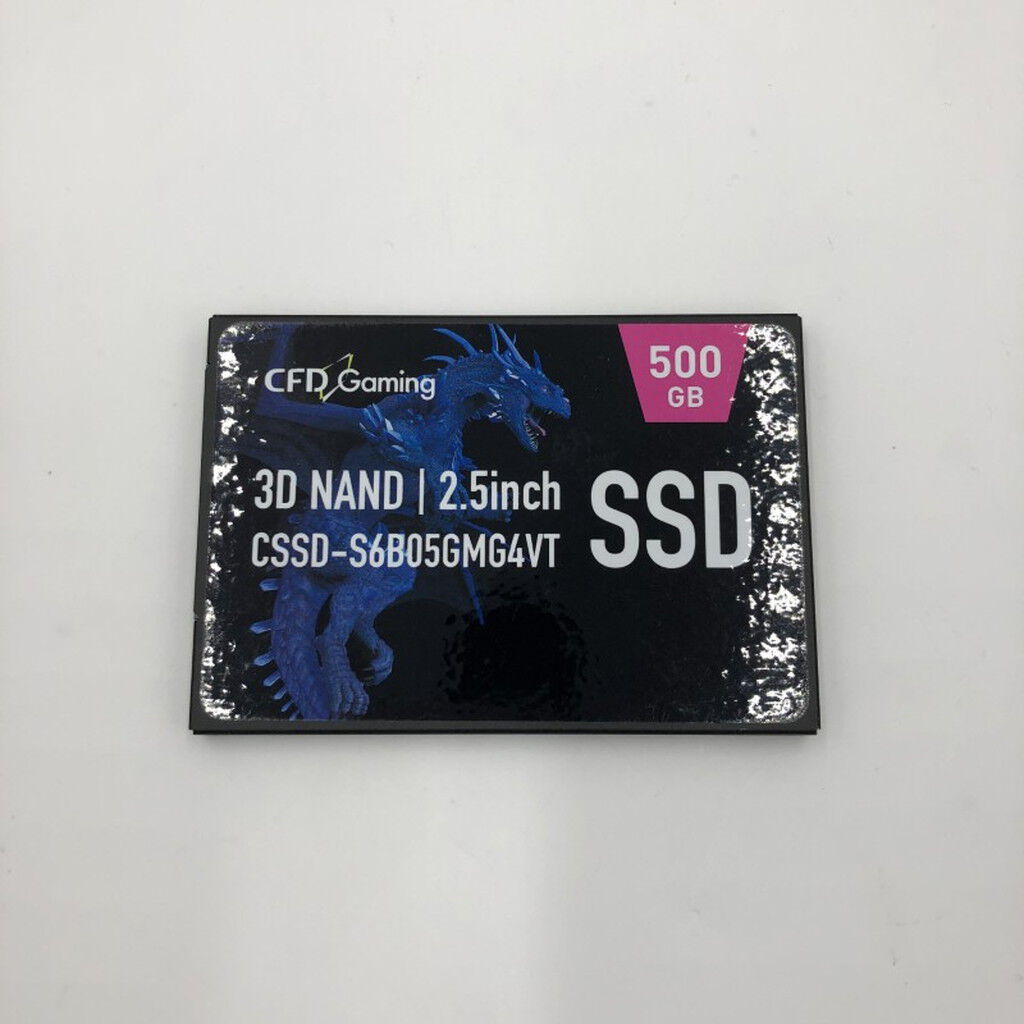 CFD Gaming
500
GB
3D NAND | 2.5inch
SSD
CSSD-S6B05GMG4VT